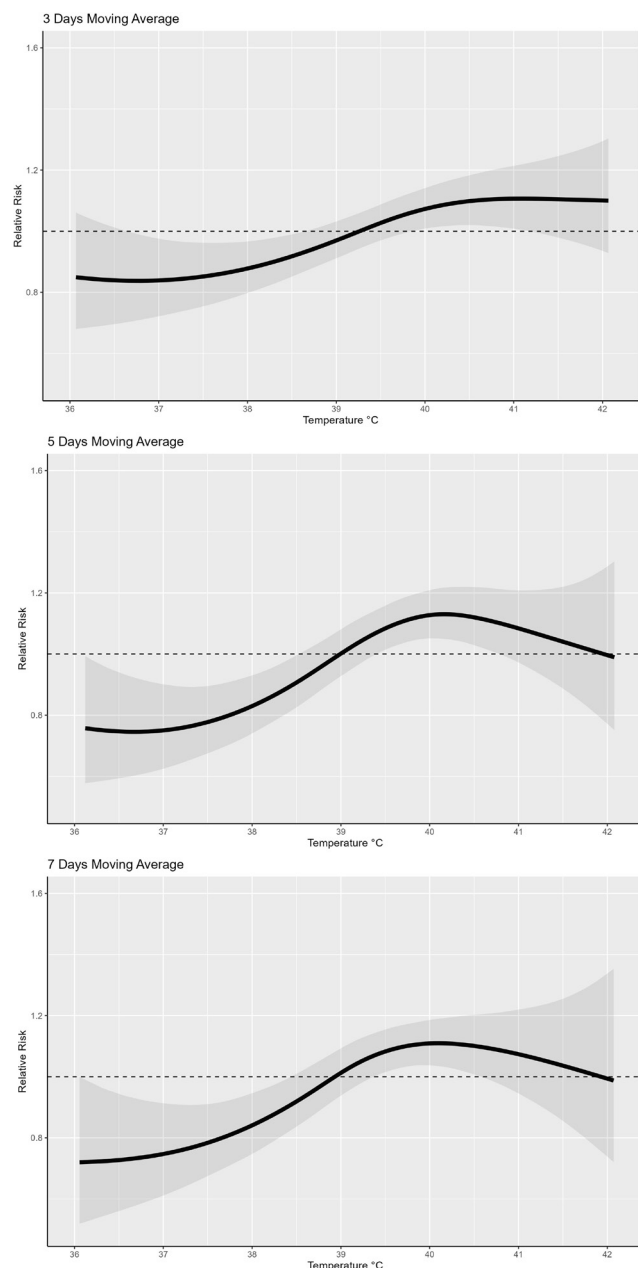 3 Days Moving Average
1.6
1.2
0.8
Relative Risk
36 37 38 39 40 41 42
Temperature °C
5 Days Moving Average
1.6
1.2
0.8
Relative Risk
36 37 38 39 40 41 42
Temperature °C
7 Days Moving Average
1.6
1.2
0.8
Relative Risk
36 37 38 39 40 41 42
Temperature °C